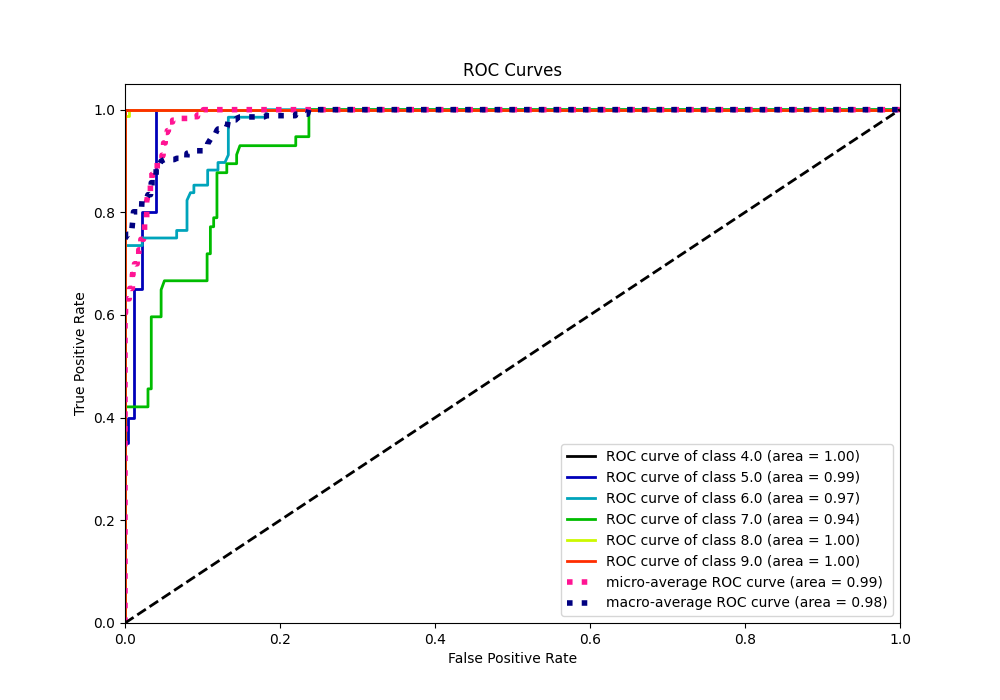 ROC Curves
True Positive Rate
1.0
0.8
0.6
0.4
0.2
0.0
ROC curve of class 4.0 (area = 1.00)
ROC curve of class 5.0 (area = 0.99)
ROC curve of class 6.0 (area = 0.97)
ROC curve of class 7.0 (area = 0.94)
ROC curve of class 8.0 (area = 1.00)
ROC curve of class 9.0 (area = 1.00)
micro-average ROC curve (area = 0.99)
macro-average ROC curve (area = 0.98)
0.0 0.2 0.4 0.6 0.8 1.0
False Positive Rate